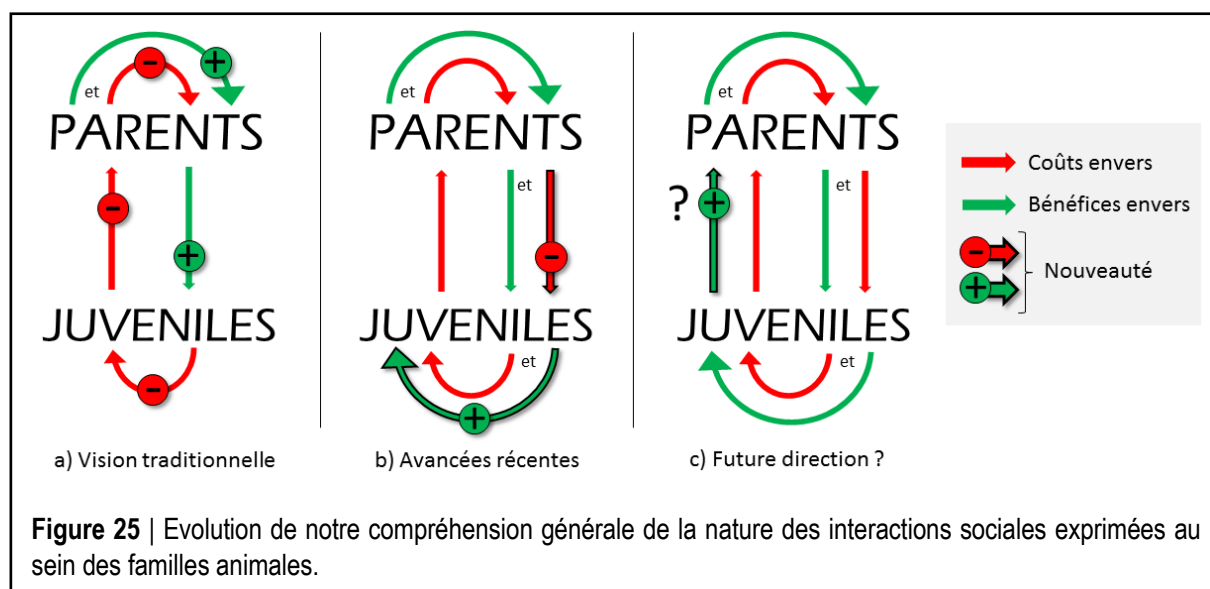 et
- +
PARENTS
- +
JUVENILES
-
a) Vision traditionnelle
et
PARENTS
et
-
JUVENILES
et
+
b) Avancées récentes
et
PARENTS
? + et
JUVENILES
et
c) Future direction ?
Coûts envers
Bénéfices envers
-
+
Nouveauté
Figure 25 | Evolution de notre compréhension générale de la nature des interactions sociales exprimées au
sein des familles animales.